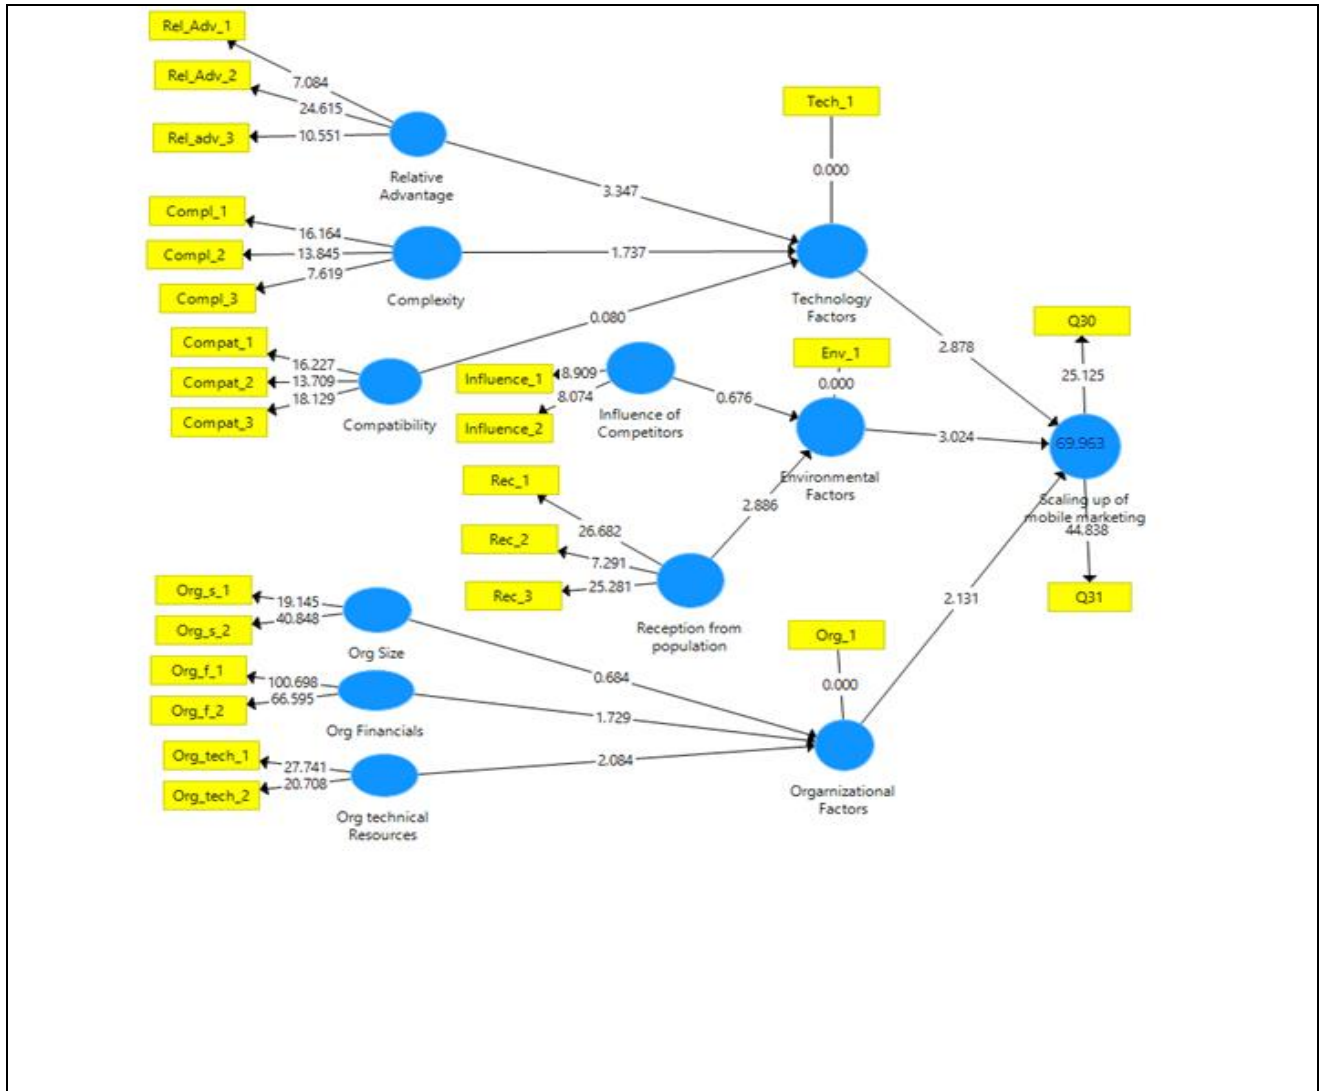 Rel_Adv_1
Rel_Adv_2
Rel_adv_3
7.084
24.615
10.551
Relative
Advantage
3.347
Tech_1
0.000
Compl_1
Compl_2
Compl_3
16.164
13.845
7.619
Complexity
1.737
Technology
Factors
Compat_1
Compat_2
Compat_3
16.227
13.709
18.129
Compatibility
0.080
2.878
Influence_1
Influence_2
8.909
8.074
Influence of
Competitors
0.676
Env_1
0.000
Environmental
Factors
3.024
Q30
25.125
69.963
Scaling up of
mobile marketing
44.838
Q31
Rec_1
Rec_2
Rec_3
26.682
7.291
25.281
Reception from
population
2.886
Org_s_1
Org_s_2
19.145
40.848
Org Size
0.684
Org_f_1
Org_f_2
100.698
66.595
Org Financials
1.729
Org_tech_1
Org_tech_2
27.741
20.708
Org technical
Resources
2.084
Org_1
0.000
Orgarnizational
Factors
2.131